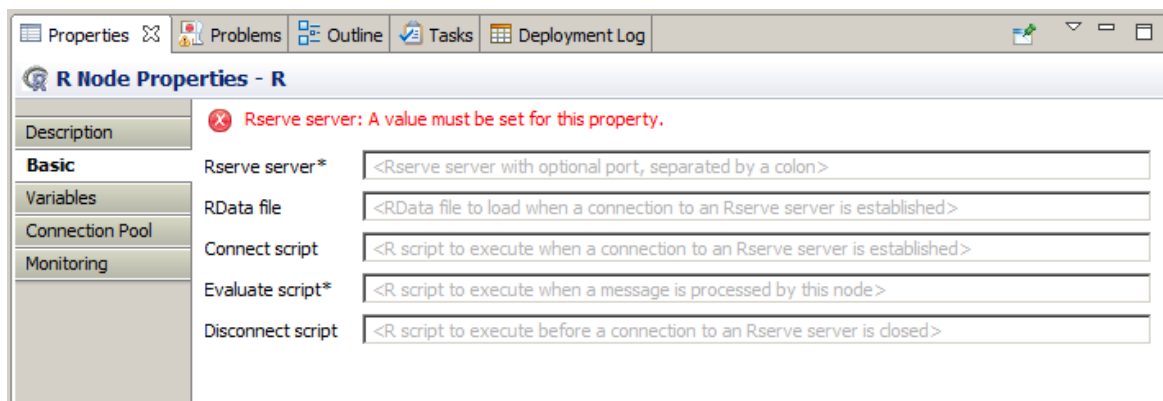 Properties Problems Outline Tasks Deployment Log
R Node Properties - R
Description
Basic
Variables
Connection Pool
Monitoring
Rserve server: A value must be set for this property.
Rserve server* <Rserve server with optional port, separated by a colon>
RData file <RData file to load when a connection to an Rserve server is established>
Connect script <R script to execute when a connection to an Rserve server is established>
Evaluate script* <R script to execute when a message is processed by this node>
Disconnect script <R script to execute before a connection to an Rserve server is closed>